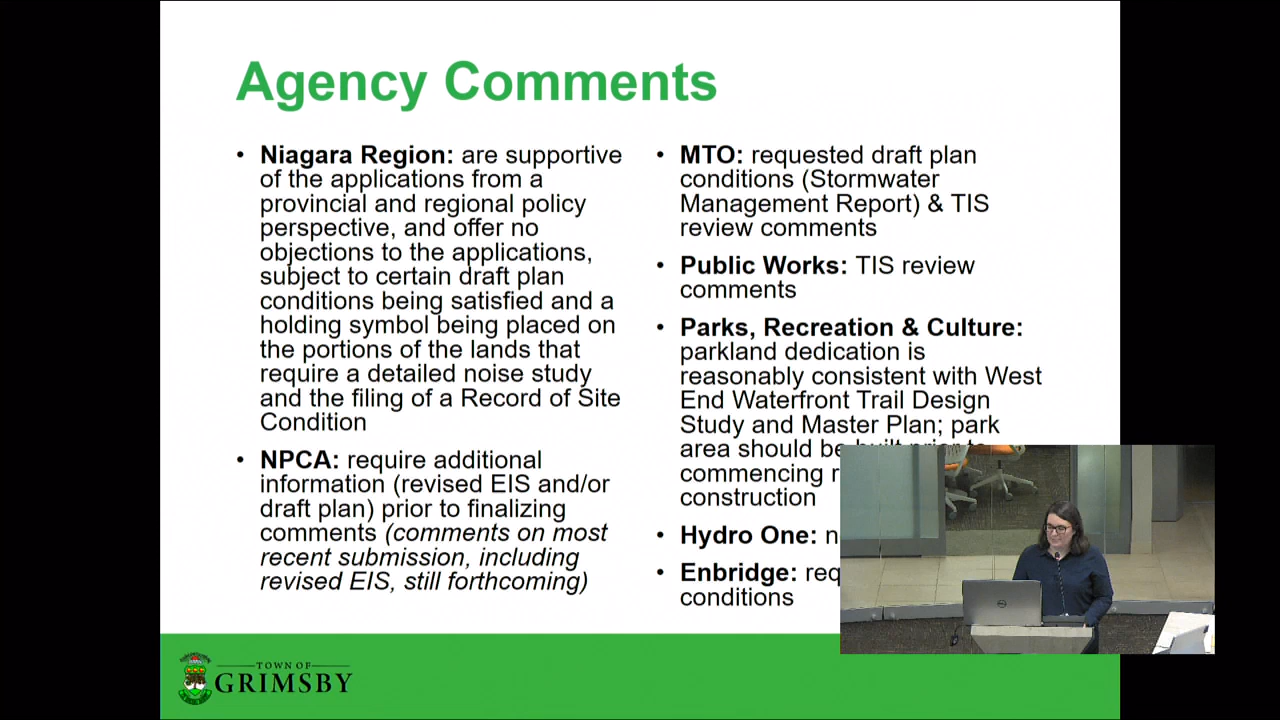 Agency Comments
• Niagara Region: are supportive
of the applications from a
provincial and regional policy
perspective, and offer no
objections to the applications,
subject to certain draft plan
conditions being satisfied and a
holding symbol being placed on
the portions of the lands that
require a detailed noise study
and the filing of a Record of Site
Condition
• NPCA: require additional
information (revised EIS and/or
draft plan) prior to finalizing
comments (comments on most
recent submission, including
revised EIS, still forthcoming)
• MTO: requested draft plan
conditions (Stormwater
Management Report) & TIS
review comments
• Public Works: TIS review
comments
• Parks, Recreation & Culture:
parkland dedication is
reasonably consistent with West
End Waterfront Trail Design
Study and Master Plan; park
area should be built prior to
commencing
construction
• Hydro One:
• Enbridge:
conditions
TOWN OF
GRIMSBY